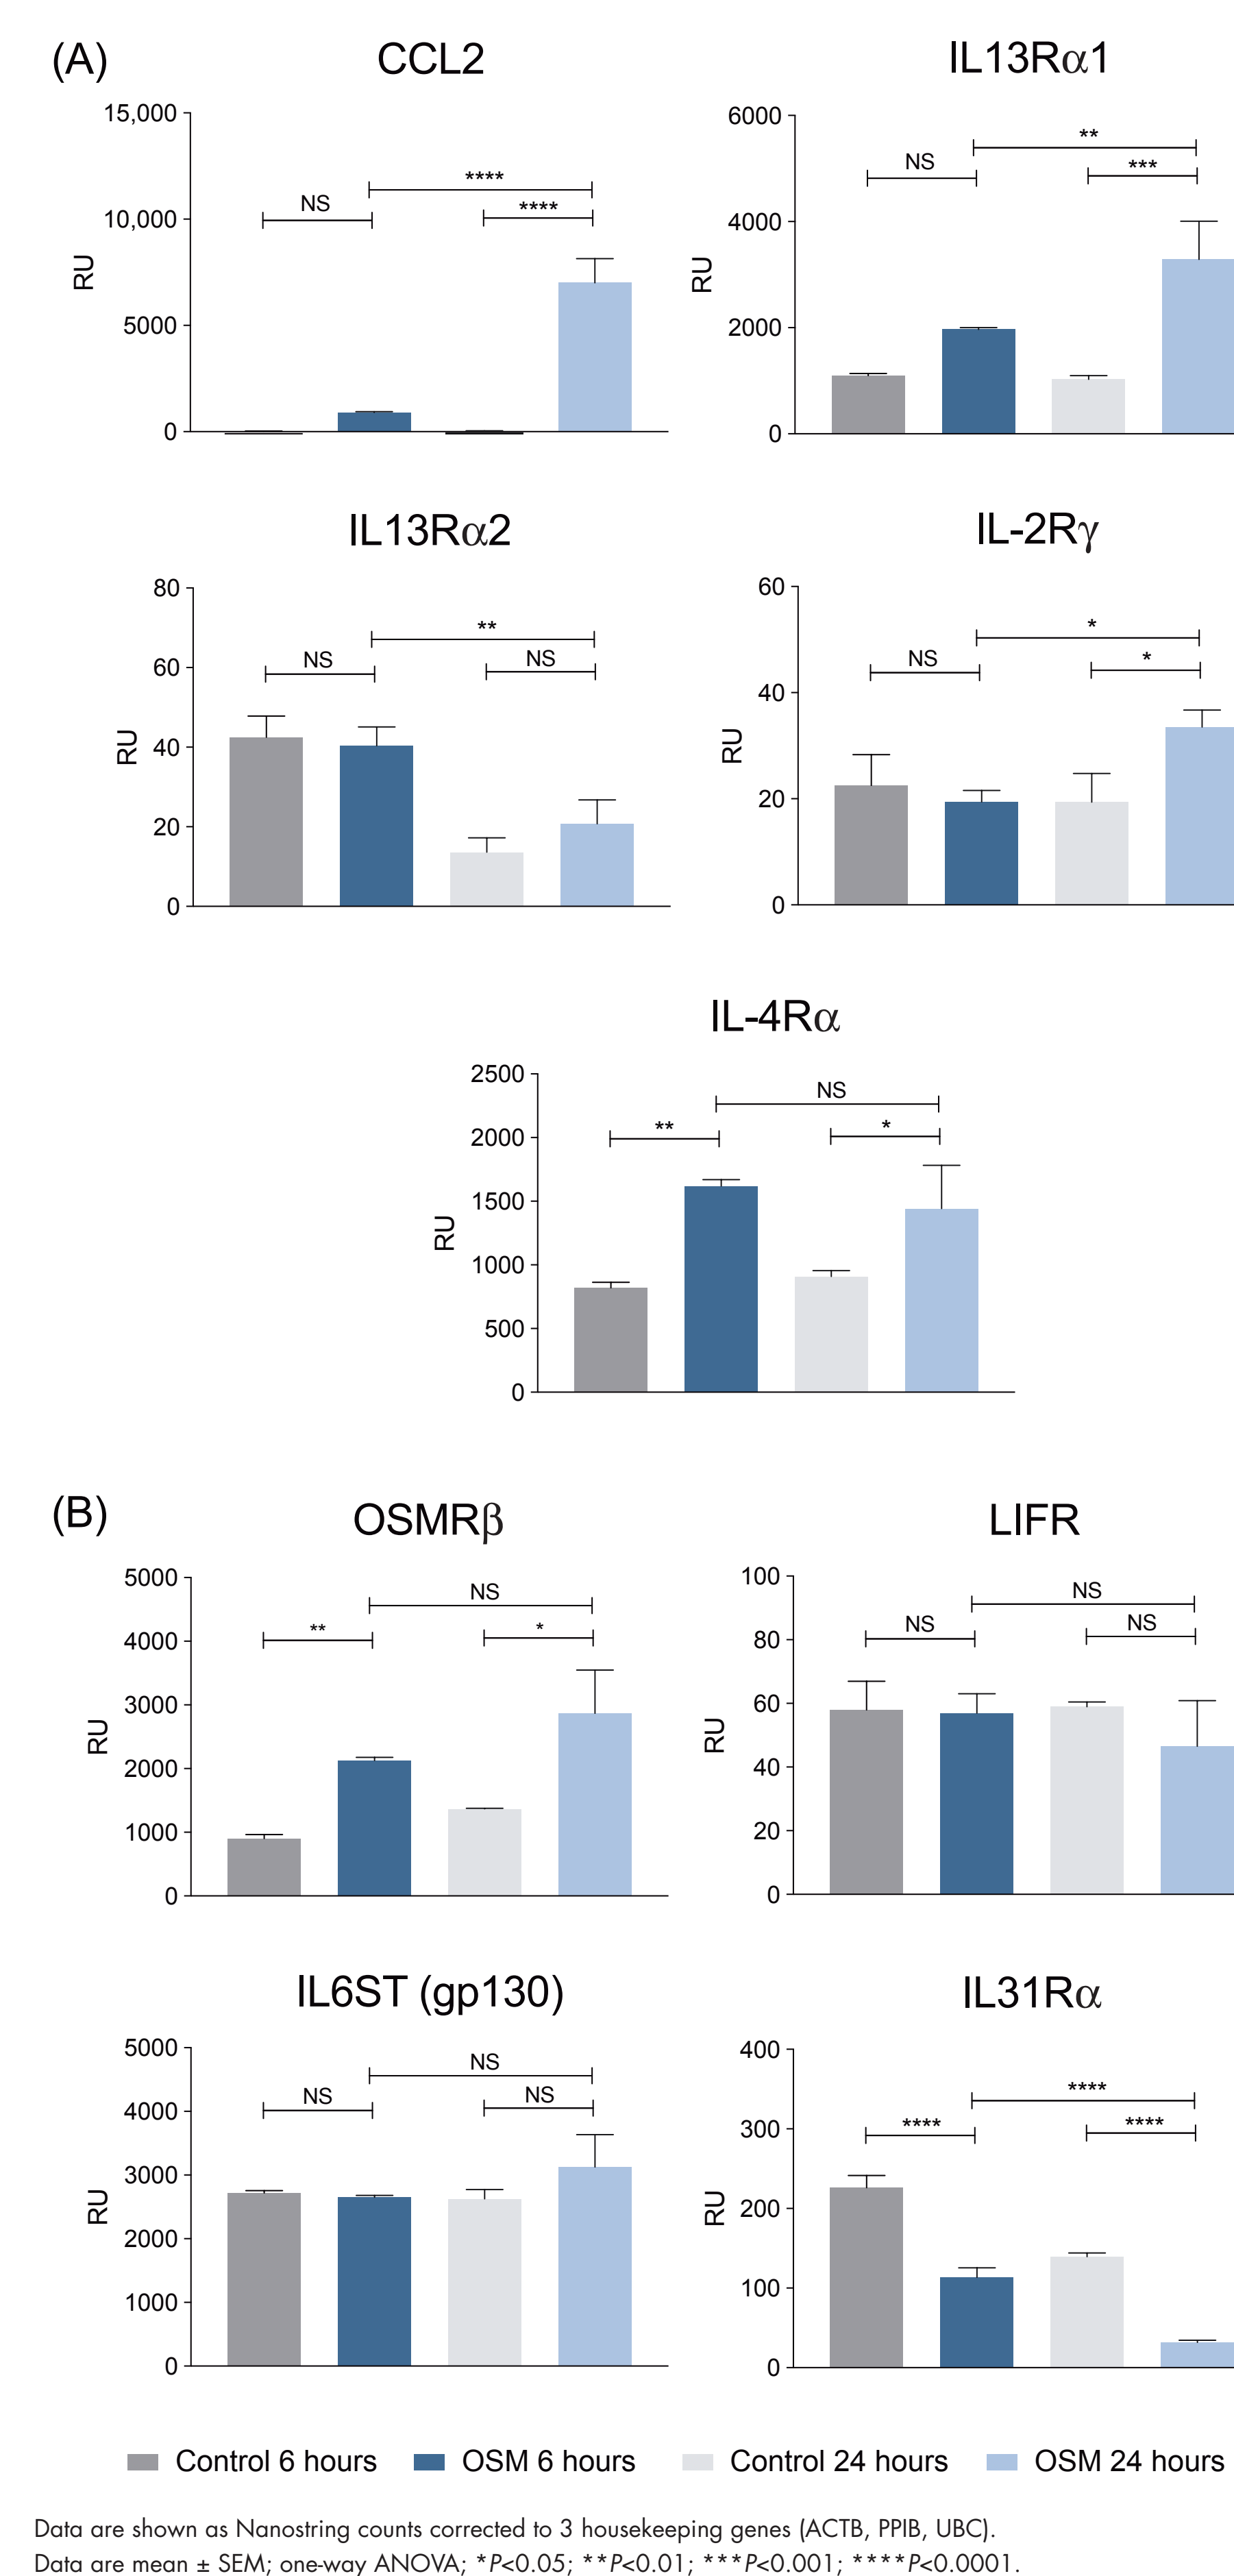 (A)
CCL2
15,000
10,000
5000
0
RU
NS
****
****
IL13Rα1
6000
4000
2000
0
RU
NS
**
***
IL13Rα2
80
60
40
20
0
RU
NS
**
NS
IL-2Rγ
60
40
20
0
RU
NS
*
*
IL-4Rα
2500
2000
1500
1000
500
0
RU
**
NS
*
(B)
OSMRβ
5000
4000
3000
2000
1000
0
RU
**
NS
*
LIFR
100
80
60
40
20
0
RU
NS
NS
NS
IL6ST (gp130)
5000
4000
3000
2000
1000
0
RU
NS
NS
NS
IL31Rα
400
300
200
100
0
RU
****
****
****
Control 6 hours OSM 6 hours Control 24 hours OSM 24 hours
Data are shown as Nanostring counts corrected to 3 housekeeping genes (ACTB, PPIB, UBC).
Data are mean ± SEM; one-way ANOVA; *P<0.05; **P<0.01; ***P<0.001; ****P<0.0001.